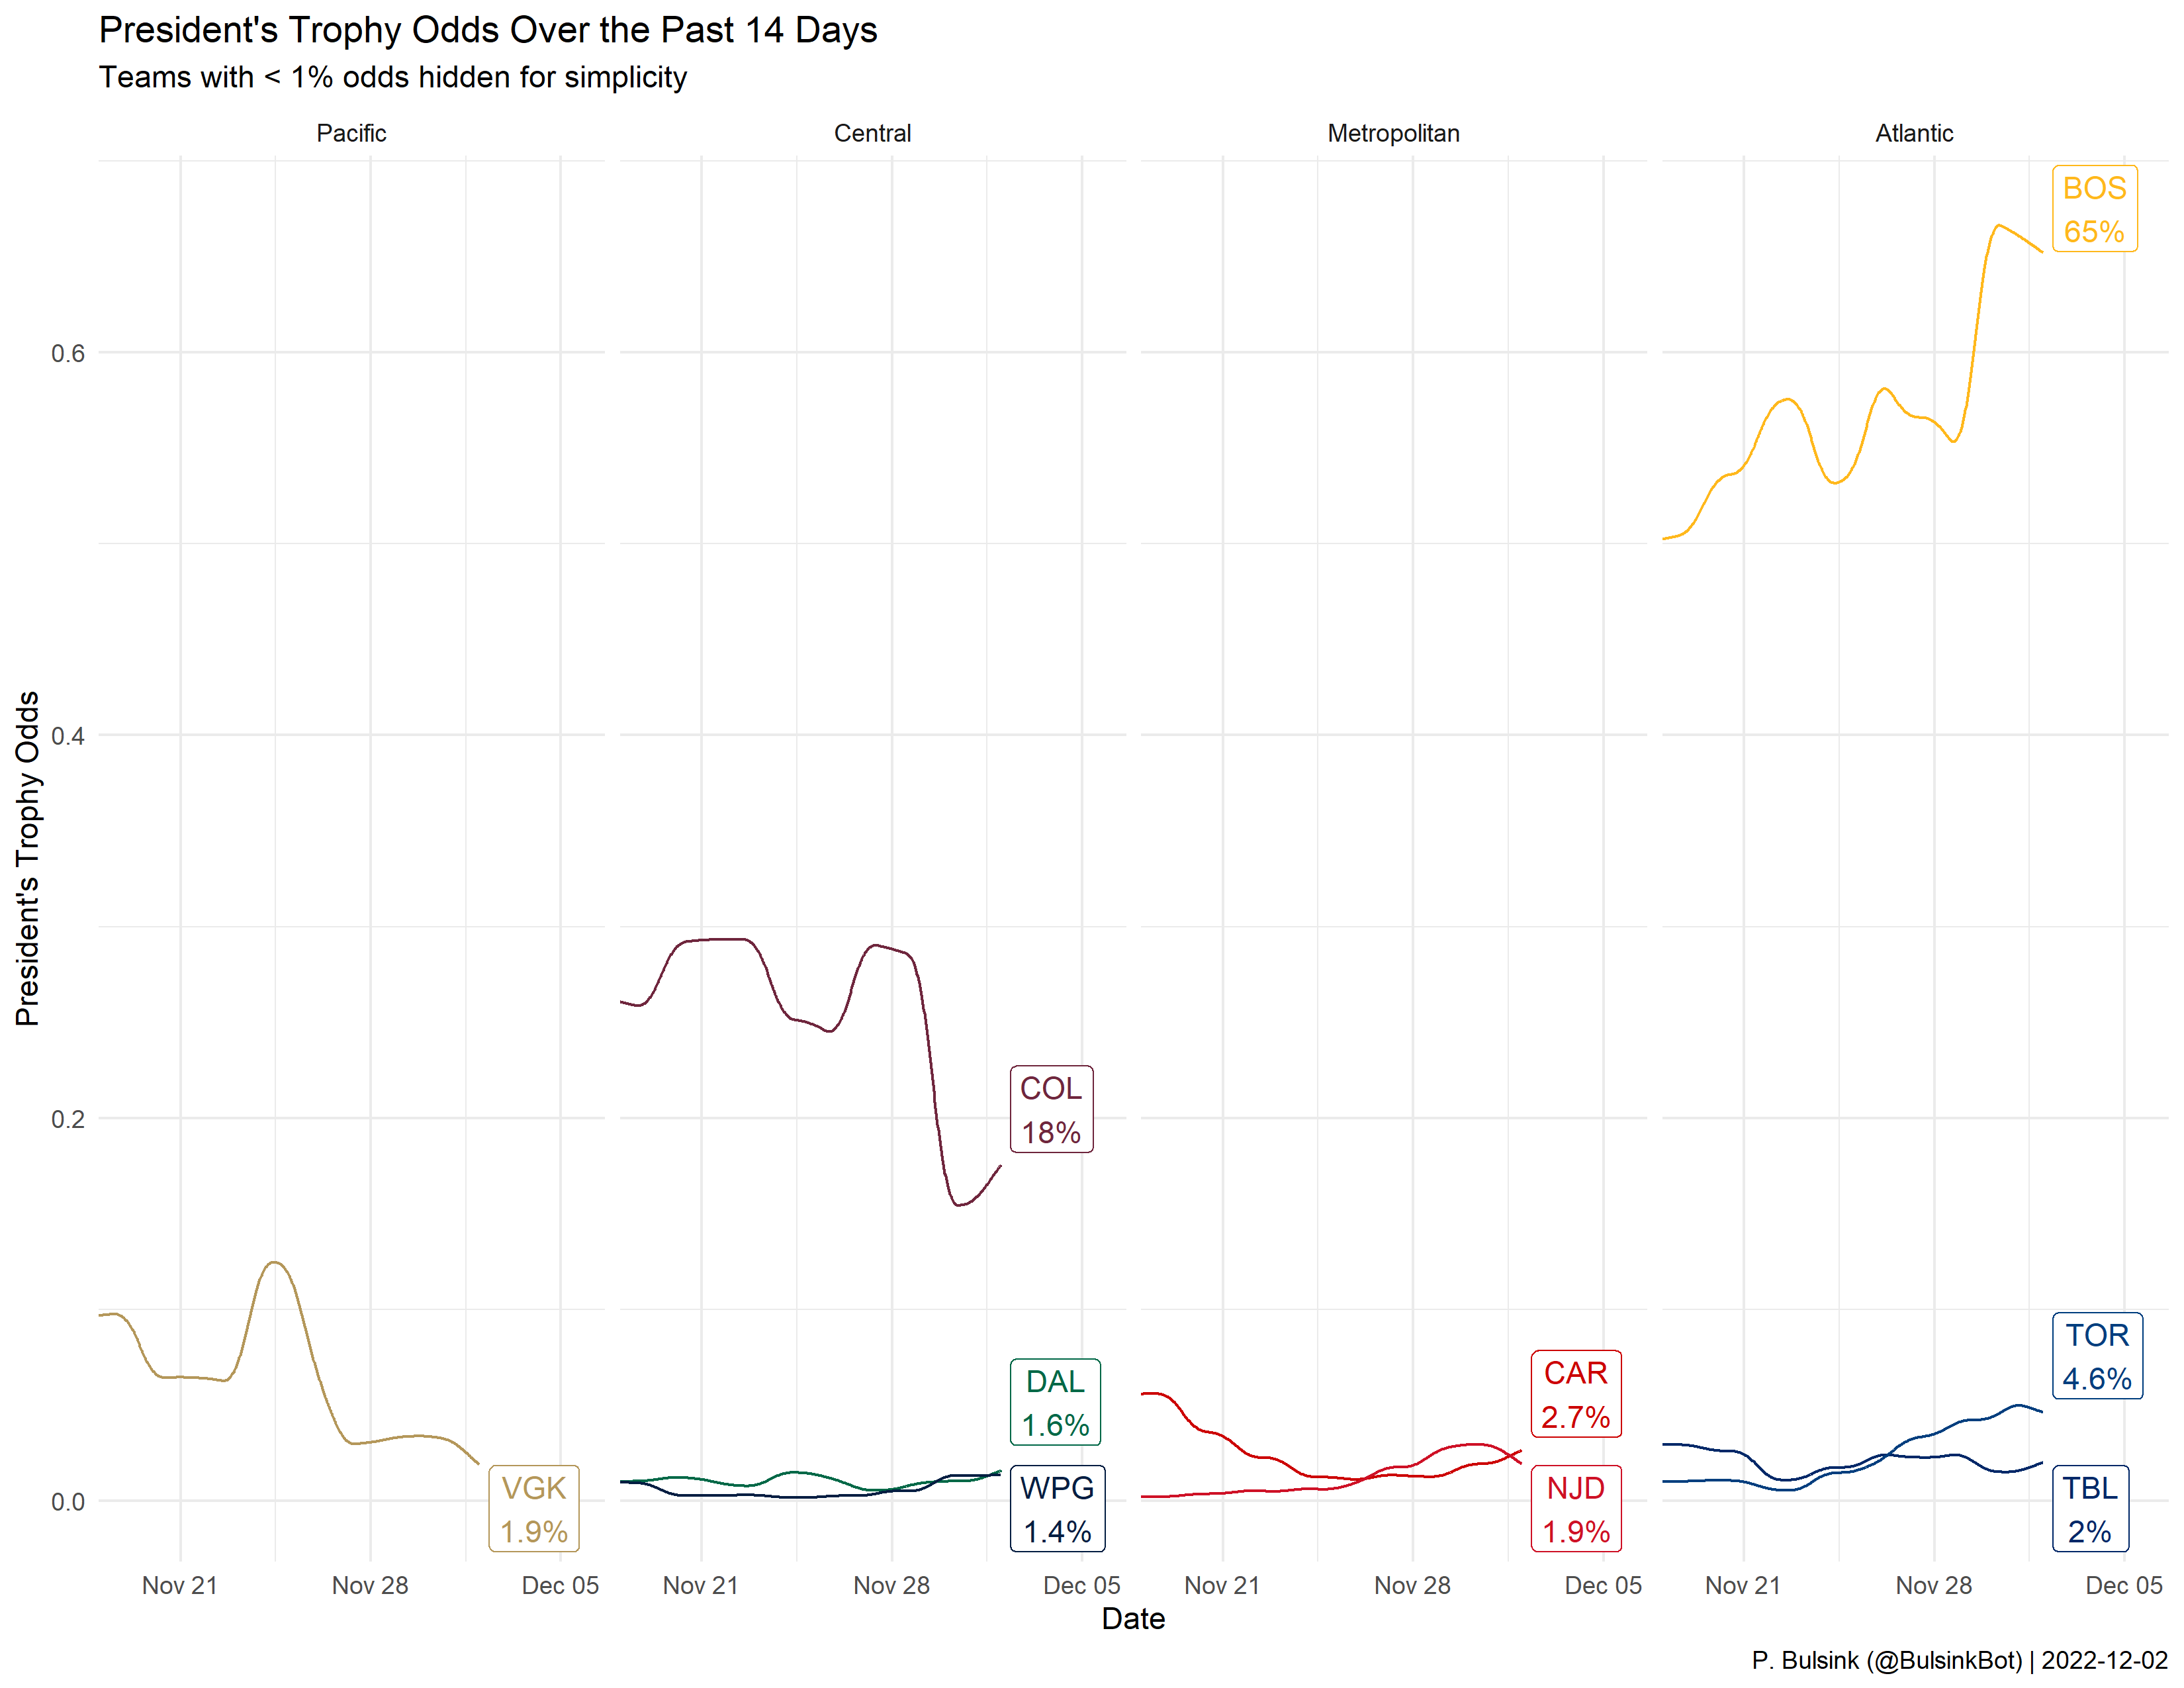 President's Trophy Odds Over the Past 14 Days
Teams with < 1% odds hidden for simplicity
Pacific
Central
Metropolitan
Atlantic
President's Trophy Odds
0.6
0.4
0.2
0.0
VGK
1.9%
COL
18%
DAL
1.6%
WPG
1.4%
CAR
2.7%
NJD
1.9%
BOS
65%
TOR
4.6%
TBL
2%
Nov 21
Nov 28
Dec 05
Nov 21
Nov 28
Dec 05
Nov 21
Nov 28
Dec 05
Nov 21
Nov 28
Dec 05
Date
P. Bulsink (@BulsinkBot) | 2022-12-02